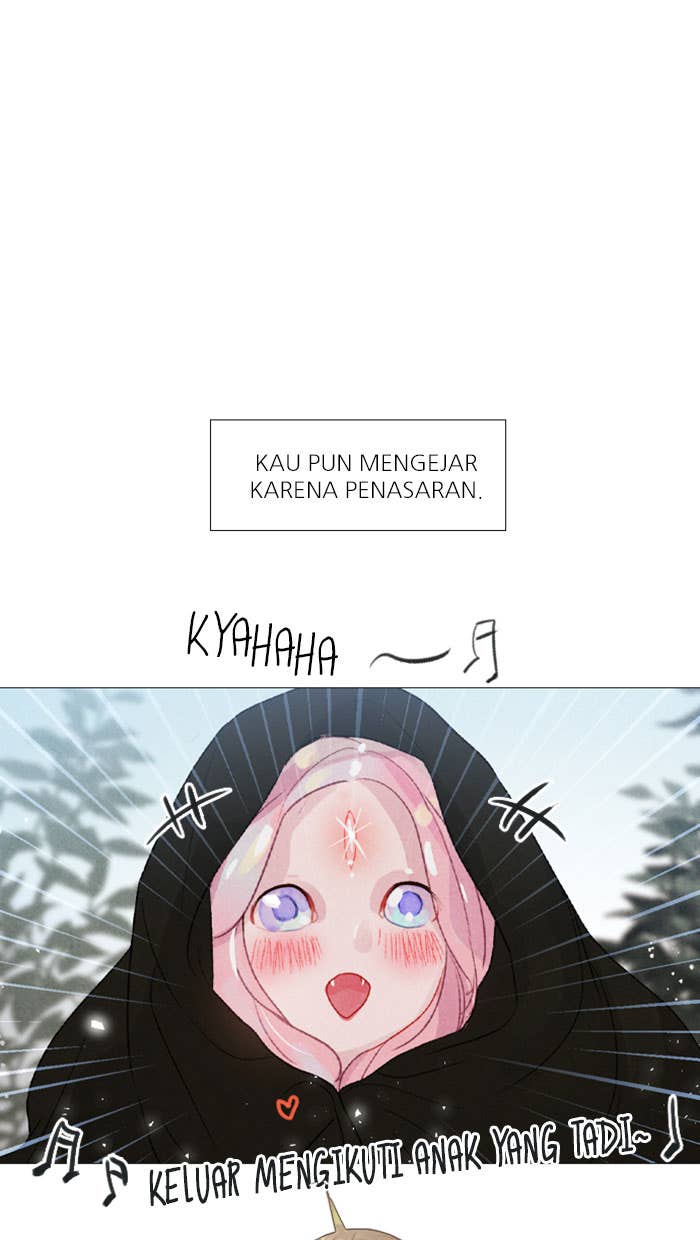 KAU PUN MENGEJAR
KARENA PENASARAN.
KYAHAHA
KELUAR MENGIKUTI ANAK YANG TADI~